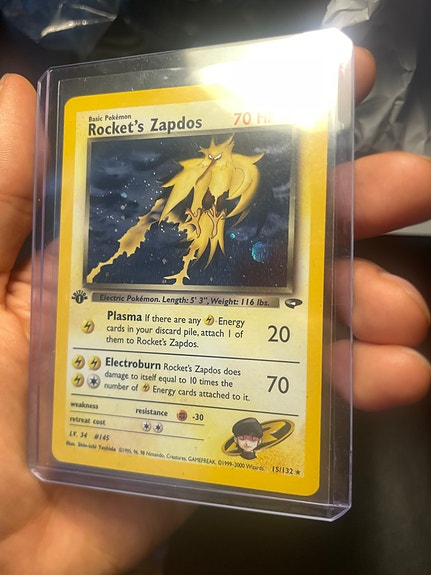 Basic Pokémon
Rocket's Zapdos 70 H
Electric Pokémon. Length: 5' 3", Weight: 116 lbs.
Plasma If there are any Energy
cards in your discard pile, attach 1 of
them to Rocket's Zapdos.
20
Electroburn Rocket's Zapdos does
damage to itself equal to 10 times the
number of Energy cards attached to it.
70
weakness resistance -30
retreat cost
LV. 34 #145
Illus. Shin-ichi Yoshida ©1995, 96, 98 Nintendo, Creatures, GAMEFREAK. ©1999-2000 Wizards. 15/132 ★